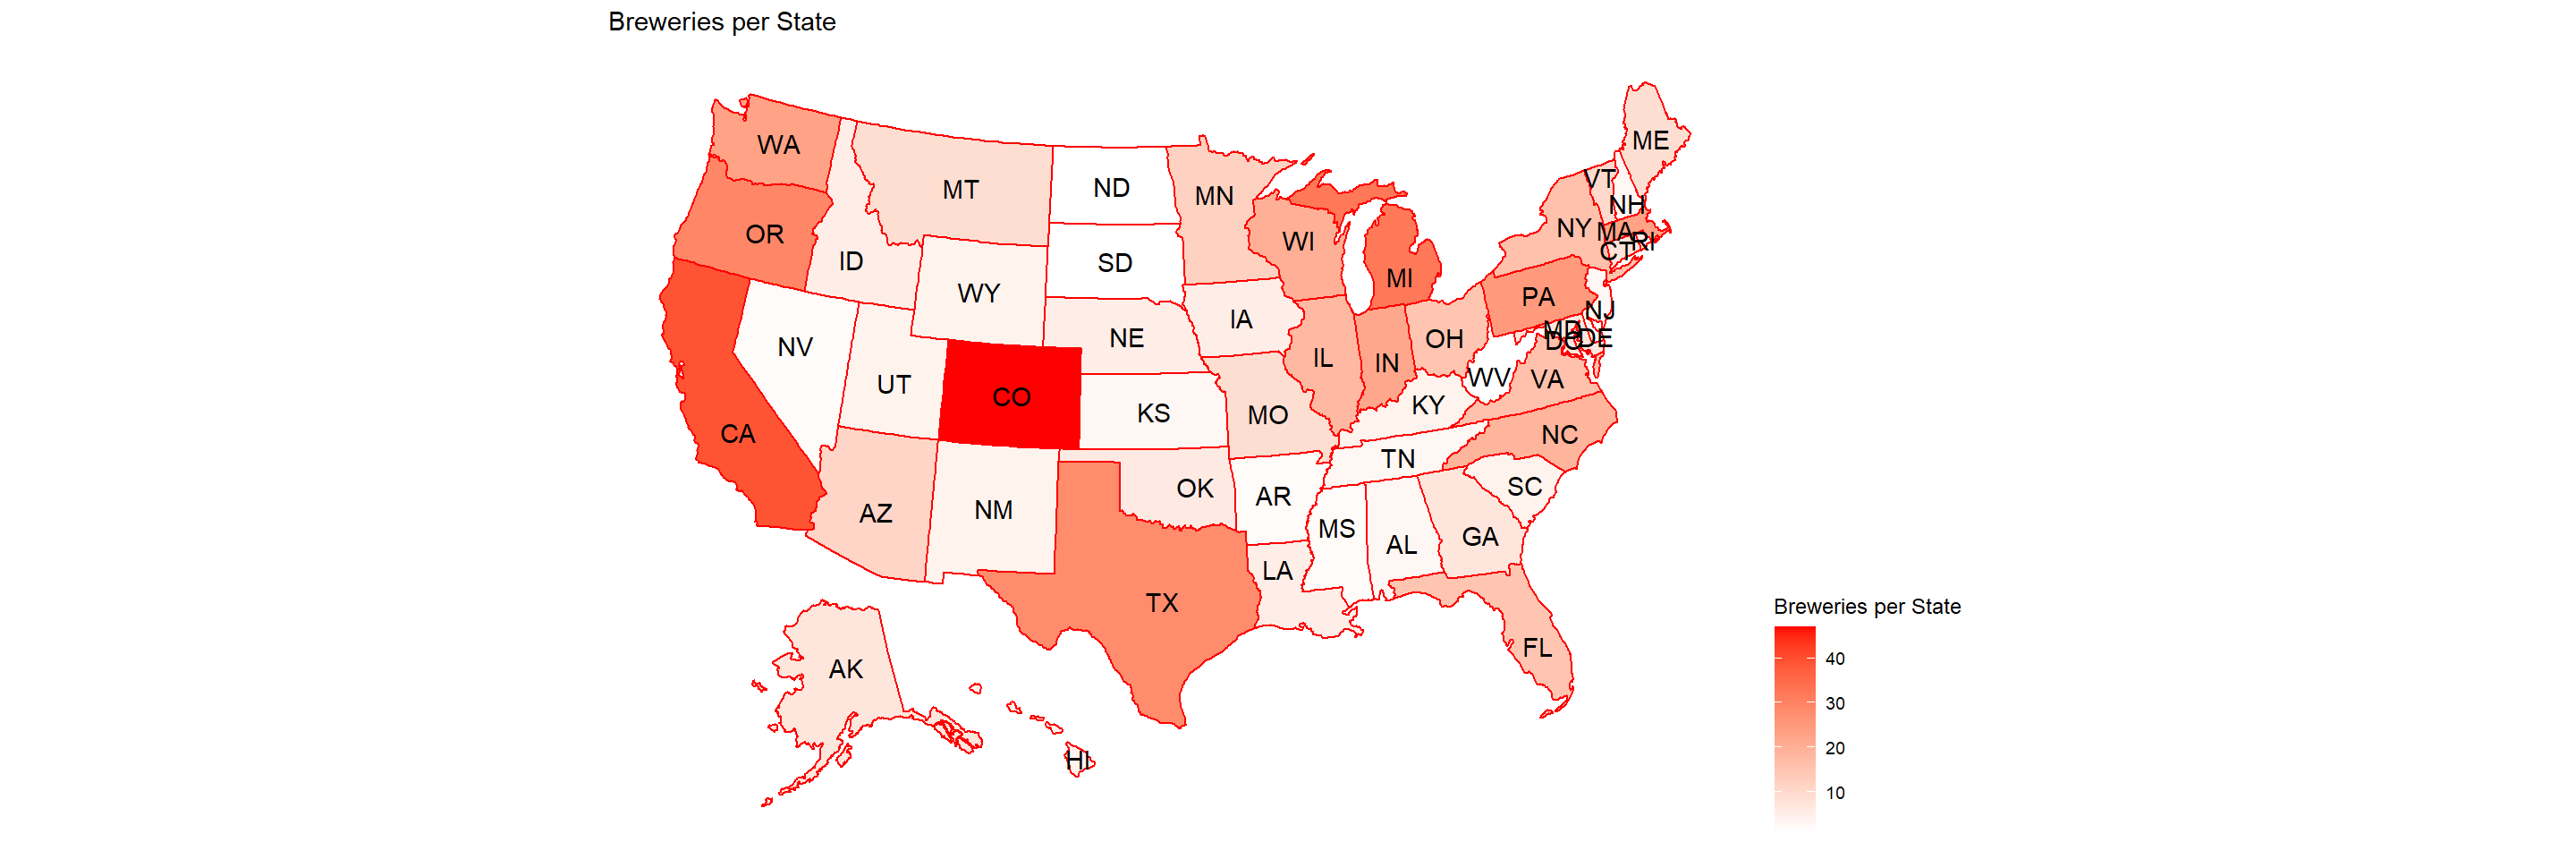 Breweries per State
ME
WA
VT
MT
ND
MN
NH
NY
MA
OR
WI
RI
CT
ID
SD
MI
WY
PA
NJ
IA
MD
NE
DE
DC
OH
NV
IL
IN
WV
VA
UT
CO
KY
KS
MO
CA
NC
TN
OK
SC
AR
NM
AZ
MS
GA
AL
LA
TX
Breweries per State
FL
40
AK
30
20
HI
10